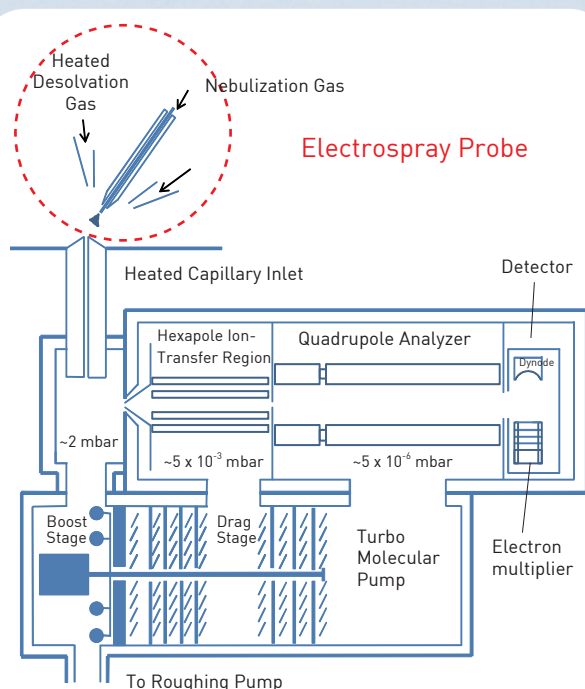 Heated
Desolvation
Gas
Nebulization Gas
Electrospray Probe
Heated Capillary Inlet
Detector
Hexapole Ion-
Transfer Region
Quadrupole Analyzer
Dynode
~2 mbar
~5 x 10⁻³ mbar
~5 x 10⁻⁶ mbar
Boost
Stage
Drag
Stage
Turbo
Molecular
Pump
Electron
multiplier
To Roughing Pump